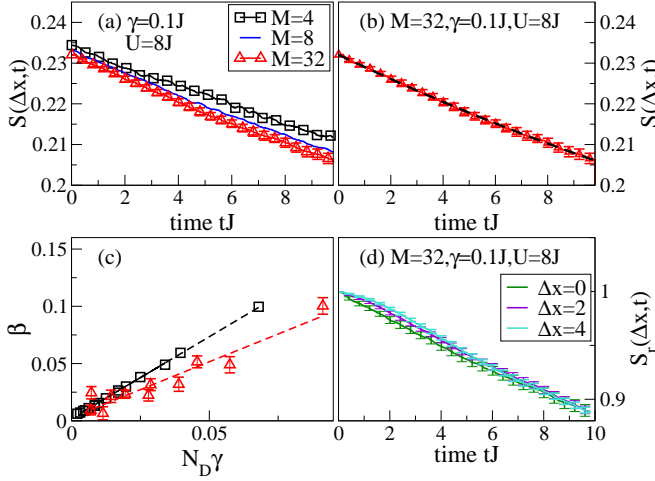 (a) γ=0.1J
U=8J
M=4
M=8
M=32
S(Δx,t)
0.24
0.23
0.22
0.21
0.2
0 2 4 6 8
time tJ
(b) M=32,γ=0.1J,U=8J
S(Δx,t)
0.24
0.23
0.22
0.21
0.2
0 2 4 6 8
time tJ
(c)
β
0.15
0.1
0.05
0
0 0.05
N_Dγ
(d) M=32,γ=0.1J,U=8J
Δx=0
Δx=2
Δx=4
S_r(Δx,t)
1
0.9
0 2 4 6 8 10
time tJ